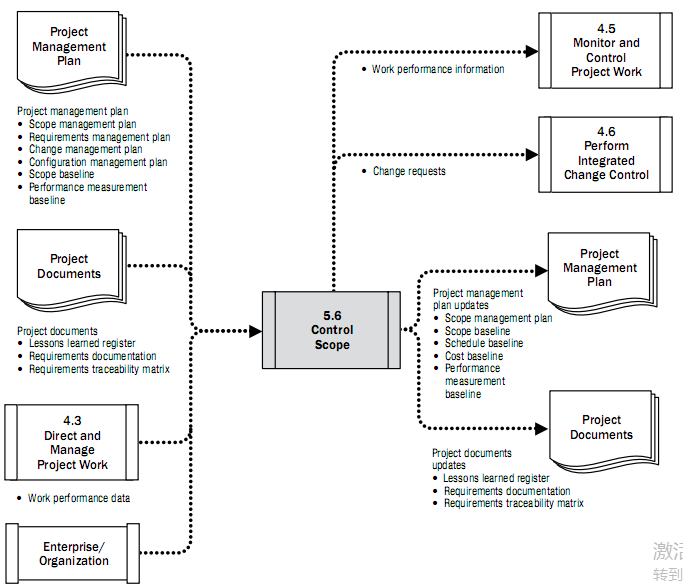 Project
Management
Plan
Project management plan
• Scope management plan
• Requirements management plan
• Change management plan
• Configuration management plan
• Scope baseline
• Performance measurement
baseline
Project
Documents
Project documents
• Lessons learned register
• Requirements documentation
• Requirements traceability matrix
4.3
Direct and
Manage
Project Work
• Work performance data
Enterprise/
Organization
5.6
Control
Scope
4.5
Monitor and
Control
Project Work
• Work performance information
4.6
Perform
Integrated
Change Control
• Change requests
Project
Management
Plan
Project management
plan updates
• Scope management plan
• Scope baseline
• Schedule baseline
• Cost baseline
• Performance
measurement
baseline
Project
Documents
Project documents
updates
• Lessons learned register
• Requirements documentation
• Requirements traceability matrix
激活
转到